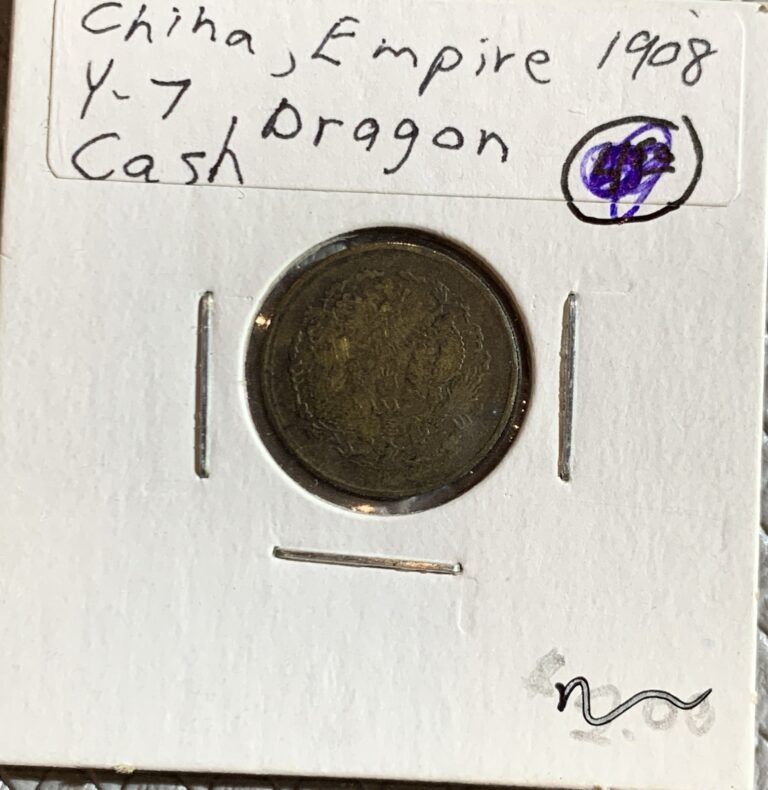 China, Empire 1908
Y-7, Dragon
Cash